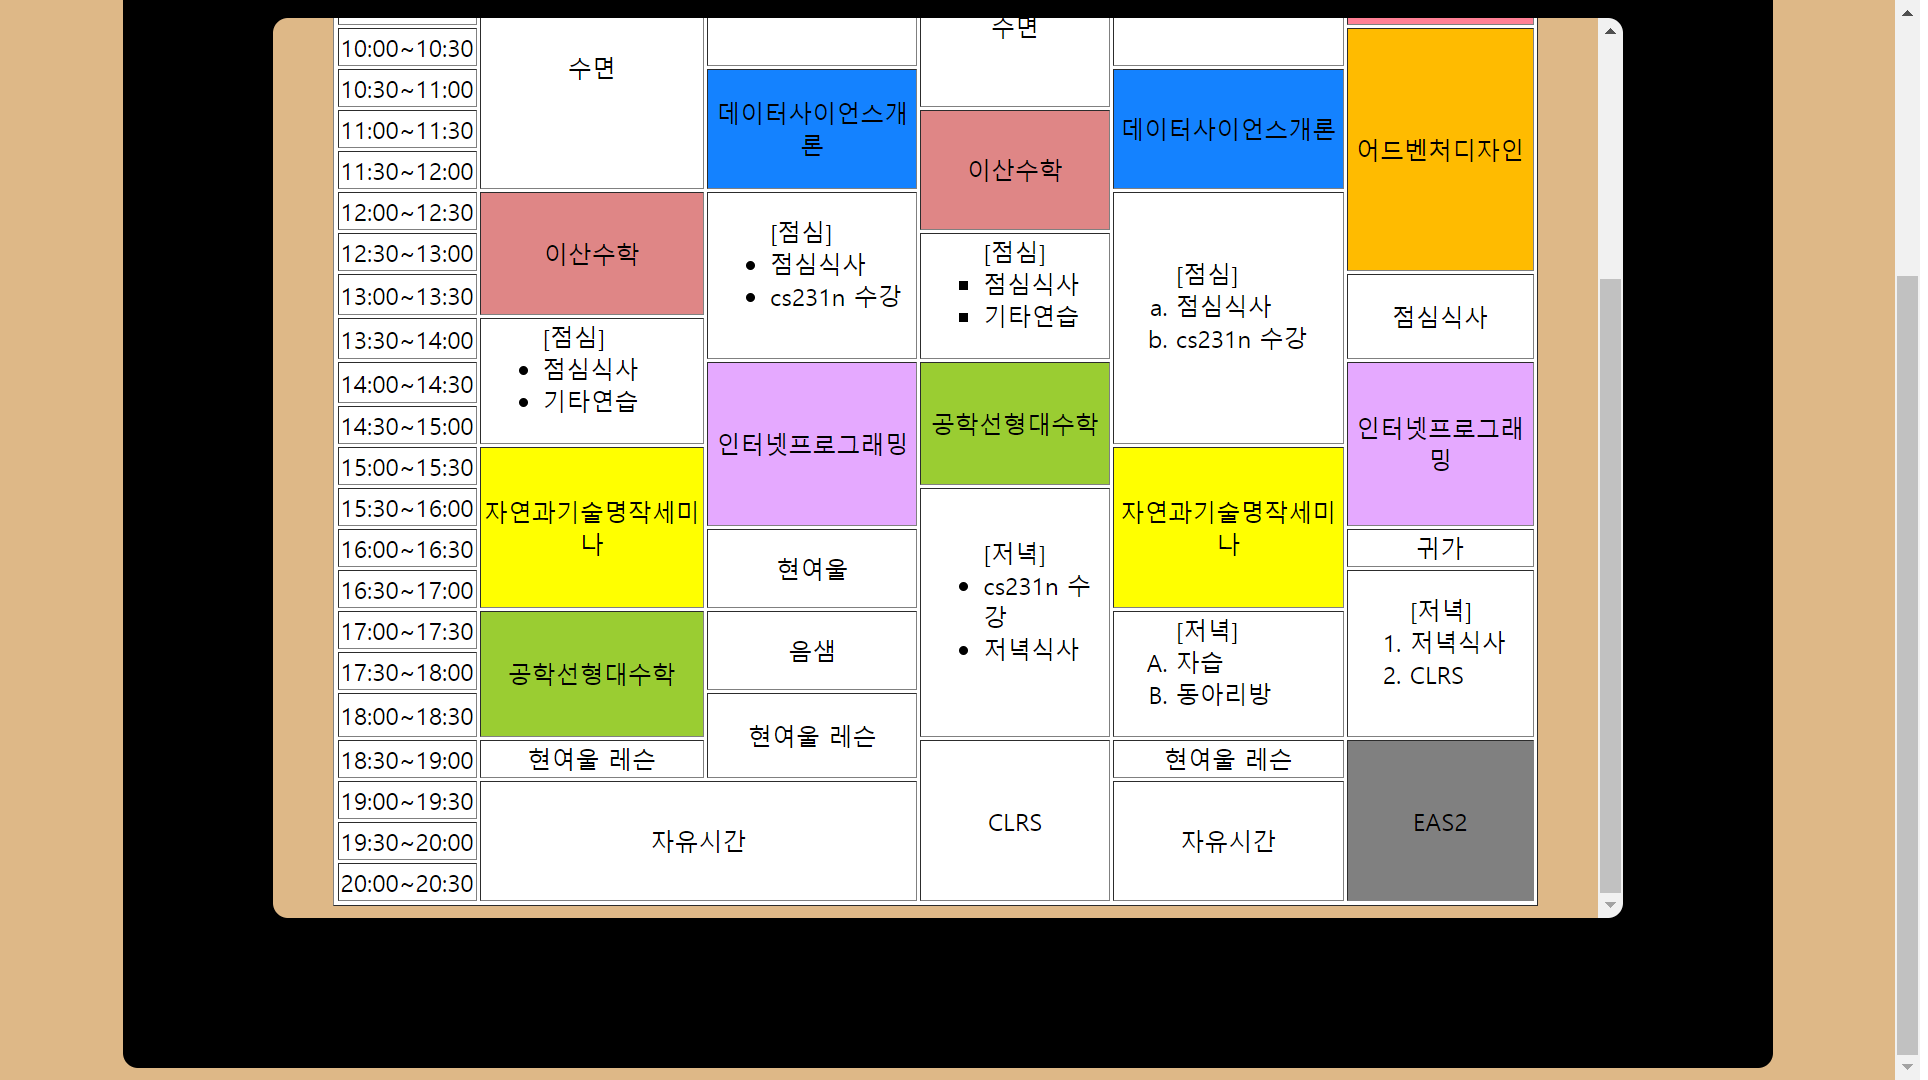 수면
수면
10:00~10:30
10:30~11:00
데이터사이언스개
론
데이터사이언스개론
어드벤처디자인
11:00~11:30
이산수학
11:30~12:00
12:00~12:30
이산수학
[점심]
• 점심식사
• cs231n 수강
[점심]
a. 점심식사
b. cs231n 수강
12:30~13:00
[점심]
▪ 점심식사
▪ 기타연습
13:00~13:30
점심식사
13:30~14:00
[점심]
• 점심식사
• 기타연습
14:00~14:30
인터넷프로그래밍
공학선형대수학
인터넷프로그래
밍
14:30~15:00
15:00~15:30
자연과기술명작세미
나
자연과기술명작세미
나
15:30~16:00
[저녁]
• cs231n 수
강
• 저녁식사
16:00~16:30
현여울
귀가
16:30~17:00
[저녁]
1. 저녁식사
2. CLRS
17:00~17:30
공학선형대수학
음샘
[저녁]
A. 자습
B. 동아리방
17:30~18:00
18:00~18:30
현여울 레슨
18:30~19:00
현여울 레슨
CLRS
현여울 레슨
EAS2
19:00~19:30
자유시간
자유시간
19:30~20:00
20:00~20:30